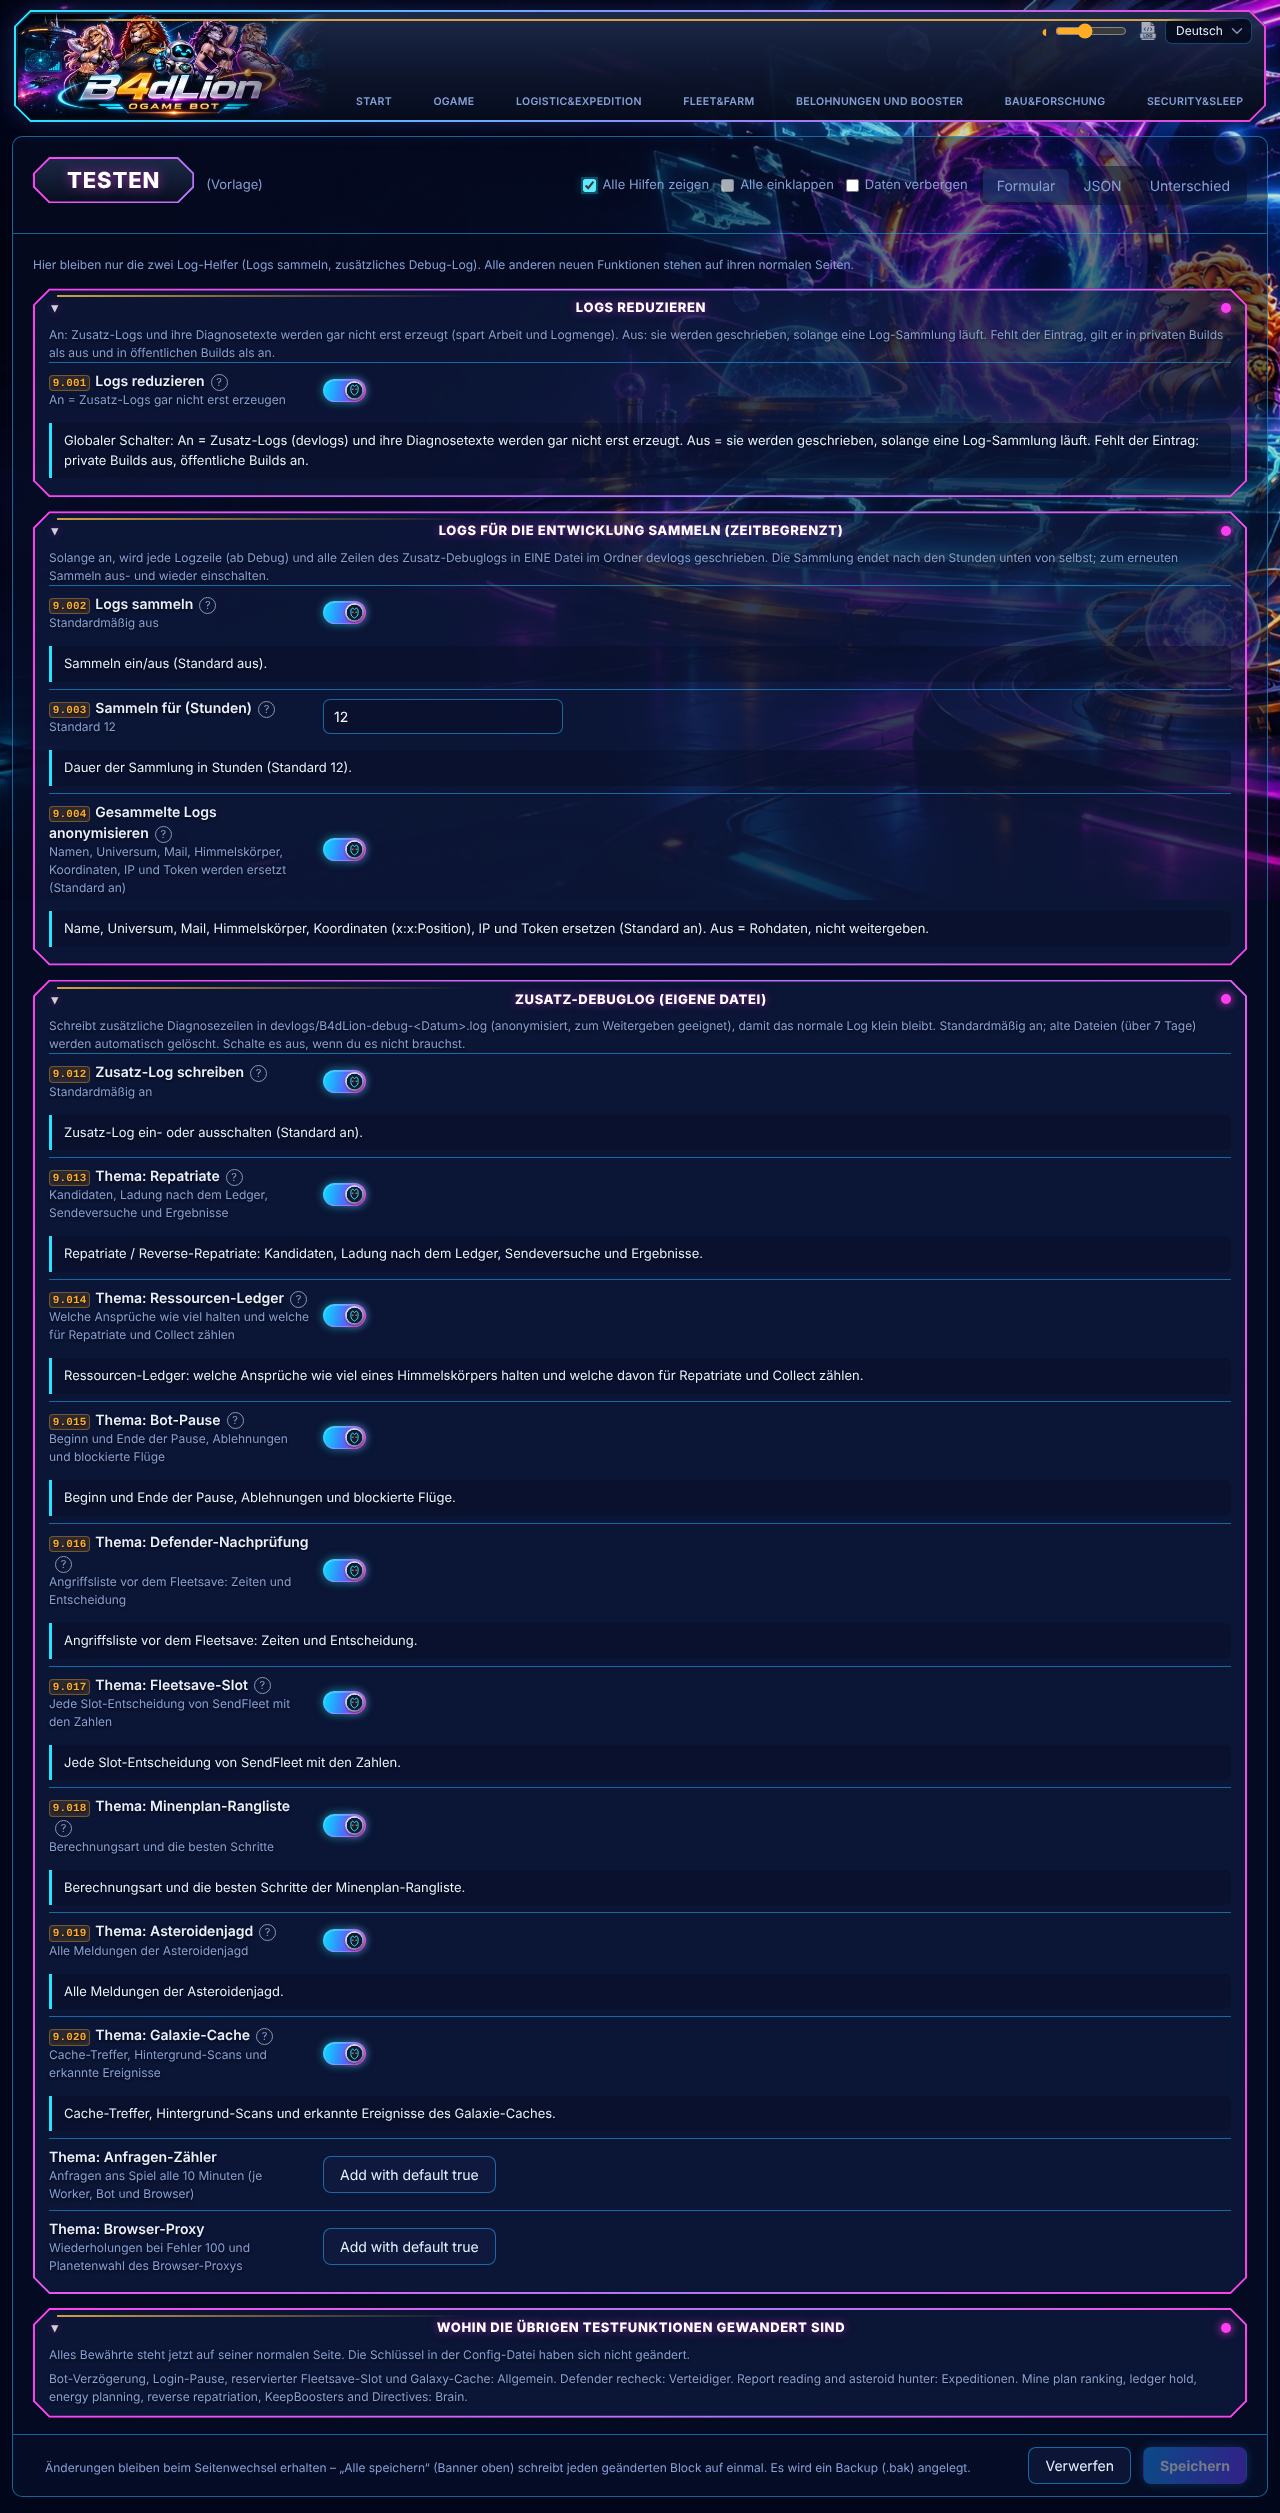 B4dLion
OGAME BOT
Deutsch
START OGAME LOGISTIC&EXPEDITION FLEET&FARM BELOHNUNGEN UND BOOSTER BAU&FORSCHUNG SECURITY&SLEEP
TESTEN (Vorlage) Alle Hilfen zeigen Alle einklappen Daten verbergen Formular JSON Unterschied
Hier bleiben nur die zwei Log-Helfer (Logs sammeln, zusätzliches Debug-Log). Alle anderen neuen Funktionen stehen auf ihren normalen Seiten.
▼ LOGS REDUZIEREN
An: Zusatz-Logs und ihre Diagnosetexte werden gar nicht erst erzeugt (spart Arbeit und Logmenge). Aus: sie werden geschrieben, solange eine Log-Sammlung läuft. Fehlt der Eintrag, gilt er in privaten Builds
als aus und in öffentlichen Builds als an.
9.001 Logs reduzieren ?
An = Zusatz-Logs gar nicht erst erzeugen
Globaler Schalter: An = Zusatz-Logs (devlogs) und ihre Diagnosetexte werden gar nicht erst erzeugt. Aus = sie werden geschrieben, solange eine Log-Sammlung läuft. Fehlt der Eintrag:
private Builds aus, öffentliche Builds an.
▼ LOGS FÜR DIE ENTWICKLUNG SAMMELN (ZEITBEGRENZT)
Solange an, wird jede Logzeile (ab Debug) und alle Zeilen des Zusatz-Debuglogs in EINE Datei im Ordner devlogs geschrieben. Die Sammlung endet nach den Stunden unten von selbst; zum erneuten
Sammeln aus- und wieder einschalten.
9.002 Logs sammeln ?
Standardmäßig aus
Sammeln ein/aus (Standard aus).
9.003 Sammeln für (Stunden) ? 12
Standard 12
Dauer der Sammlung in Stunden (Standard 12).
9.004 Gesammelte Logs
anonymisieren ?
Namen, Universum, Mail, Himmelskörper,
Koordinaten, IP und Token werden ersetzt
(Standard an)
Name, Universum, Mail, Himmelskörper, Koordinaten (x:x:Position), IP und Token ersetzen (Standard an). Aus = Rohdaten, nicht weitergeben.
▼ ZUSATZ-DEBUGLOG (EIGENE DATEI)
Schreibt zusätzliche Diagnosezeilen in devlogs/B4dLion-debug-<Datum>.log (anonymisiert, zum Weitergeben geeignet), damit das normale Log klein bleibt. Standardmäßig an; alte Dateien (über 7 Tage)
werden automatisch gelöscht. Schalte es aus, wenn du es nicht brauchst.
9.012 Zusatz-Log schreiben ?
Standardmäßig an
Zusatz-Log ein- oder ausschalten (Standard an).
9.013 Thema: Repatriate ?
Kandidaten, Ladung nach dem Ledger,
Sendeversuche und Ergebnisse
Repatriate / Reverse-Repatriate: Kandidaten, Ladung nach dem Ledger, Sendeversuche und Ergebnisse.
9.014 Thema: Ressourcen-Ledger ?
Welche Ansprüche wie viel halten und welche
für Repatriate und Collect zählen
Ressourcen-Ledger: welche Ansprüche wie viel eines Himmelskörpers halten und welche davon für Repatriate und Collect zählen.
9.015 Thema: Bot-Pause ?
Beginn und Ende der Pause, Ablehnungen
und blockierte Flüge
Beginn und Ende der Pause, Ablehnungen und blockierte Flüge.
9.016 Thema: Defender-Nachprüfung
?
Angriffsliste vor dem Fleetsave: Zeiten und
Entscheidung
Angriffsliste vor dem Fleetsave: Zeiten und Entscheidung.
9.017 Thema: Fleetsave-Slot ?
Jede Slot-Entscheidung von SendFleet mit
den Zahlen
Jede Slot-Entscheidung von SendFleet mit den Zahlen.
9.018 Thema: Minenplan-Rangliste
?
Berechnungsart und die besten Schritte
Berechnungsart und die besten Schritte der Minenplan-Rangliste.
9.019 Thema: Asteroidenjagd ?
Alle Meldungen der Asteroidenjagd
Alle Meldungen der Asteroidenjagd.
9.020 Thema: Galaxie-Cache ?
Cache-Treffer, Hintergrund-Scans und
erkannte Ereignisse
Cache-Treffer, Hintergrund-Scans und erkannte Ereignisse des Galaxie-Caches.
Thema: Anfragen-Zähler
Anfragen ans Spiel alle 10 Minuten (je
Worker, Bot und Browser)
Add with default true
Thema: Browser-Proxy
Wiederholungen bei Fehler 100 und
Planetenwahl des Browser-Proxys
Add with default true
▼ WOHIN DIE ÜBRIGEN TESTFUNKTIONEN GEWANDERT SIND
Alles Bewährte steht jetzt auf seiner normalen Seite. Die Schlüssel in der Config-Datei haben sich nicht geändert.
Bot-Verzögerung, Login-Pause, reservierter Fleetsave-Slot und Galaxy-Cache: Allgemein. Defender recheck: Verteidiger. Report reading and asteroid hunter: Expeditionen. Mine plan ranking, ledger hold,
energy planning, reverse repatriation, KeepBoosters and Directives: Brain.
Änderungen bleiben beim Seitenwechsel erhalten – „Alle speichern“ (Banner oben) schreibt jeden geänderten Block auf einmal. Es wird ein Backup (.bak) angelegt. Verwerfen Speichern